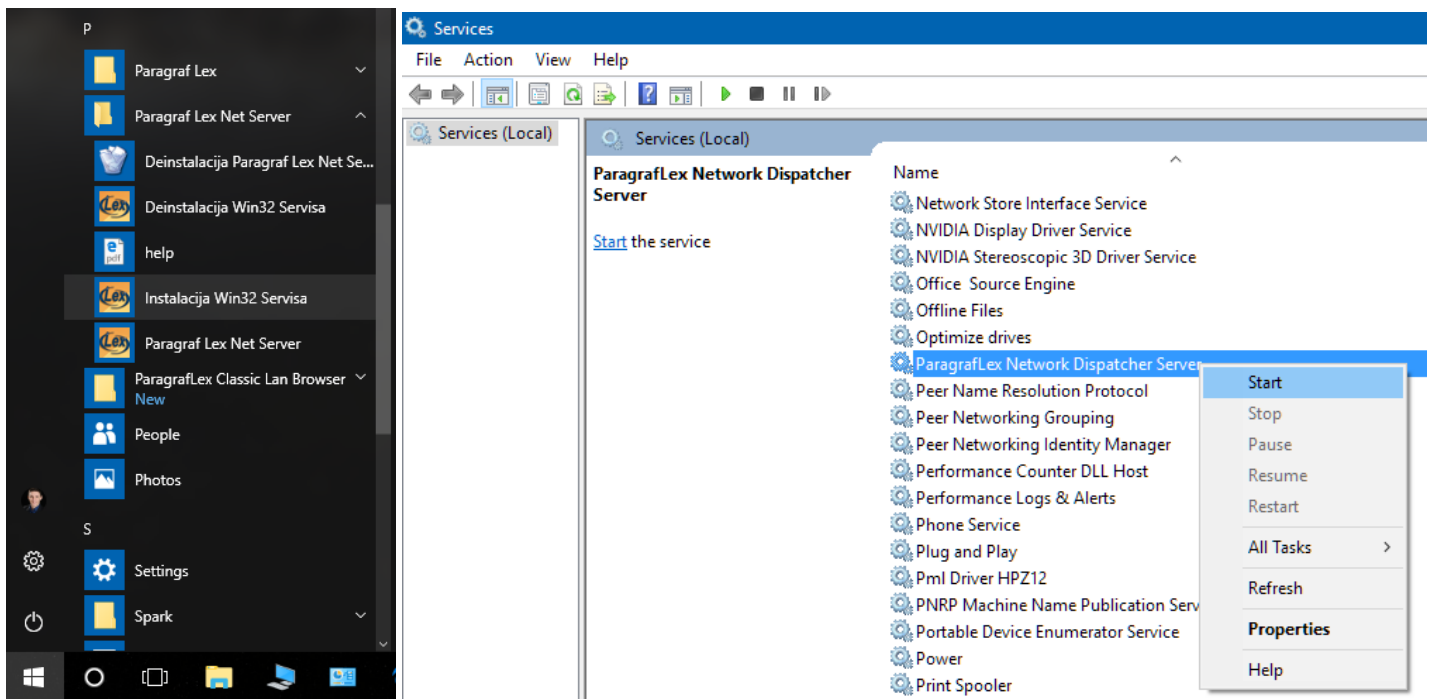 P
Paragraf Lex
Paragraf Lex Net Server
Deinstalacija Paragraf Lex Net Se...
Lex
Deinstalacija Win32 Servisa
e
pdf
help
Lex
Instalacija Win32 Servisa
Lex
Paragraf Lex Net Server
ParagrafLex Classic Lan Browser
New
People
Photos
S
Settings
Spark
Services
File Action View Help
Services (Local)
Services (Local)
ParagrafLex Network Dispatcher
Server
Start the service
Name
Network Store Interface Service
NVIDIA Display Driver Service
NVIDIA Stereoscopic 3D Driver Service
Office Source Engine
Offline Files
Optimize drives
ParagrafLex Network Dispatcher Server
Peer Name Resolution Protocol
Peer Networking Grouping
Peer Networking Identity Manager
Performance Counter DLL Host
Performance Logs & Alerts
Phone Service
Plug and Play
Pml Driver HPZ12
PNRP Machine Name Publication Serv
Portable Device Enumerator Service
Power
Print Spooler
Start
Stop
Pause
Resume
Restart
All Tasks
Refresh
Properties
Help